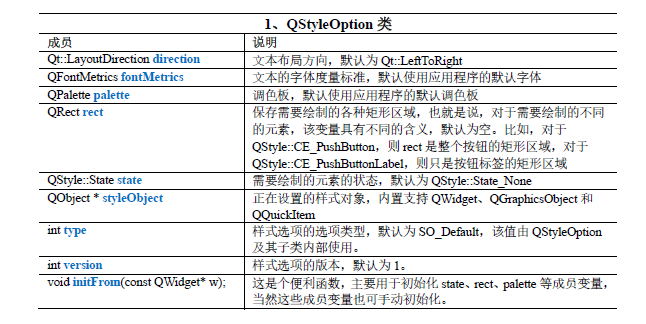 1、QStyleOption 类
成员 说明
Qt::LayoutDirection direction 文本布局方向，默认为 Qt::LeftToRight
QFontMetrics fontMetrics 文本的字体度量标准，默认使用应用程序的默认字体
QPalette palette 调色板，默认使用应用程序的默认调色板
QRect rect 保存需要绘制的各种矩形区域，也就是说，对于需要绘制的不同
的元素，该变量具有不同的含义，默认为空。比如，对于
QStyle::CE_PushButton，则 rect 是整个按钮的矩形区域，对于
QStyle::CE_PushButtonLabel，则只是按钮标签的矩形区域
QStyle::State state 需要绘制的元素的状态，默认为 QStyle::State_None
QObject * styleObject 正在设置的样式对象，内置支持 QWidget、QGraphicsObject 和
QQuickItem
int type 样式选项的选项类型，默认为 SO_Default，该值由 QStyleOption
及其子类内部使用。
int version 样式选项的版本，默认为 1。
void initFrom(const QWidget* w); 这是个便利函数，主要用于初始化 state、rect、palette 等成员变量，
当然这些成员变量也可手动初始化。